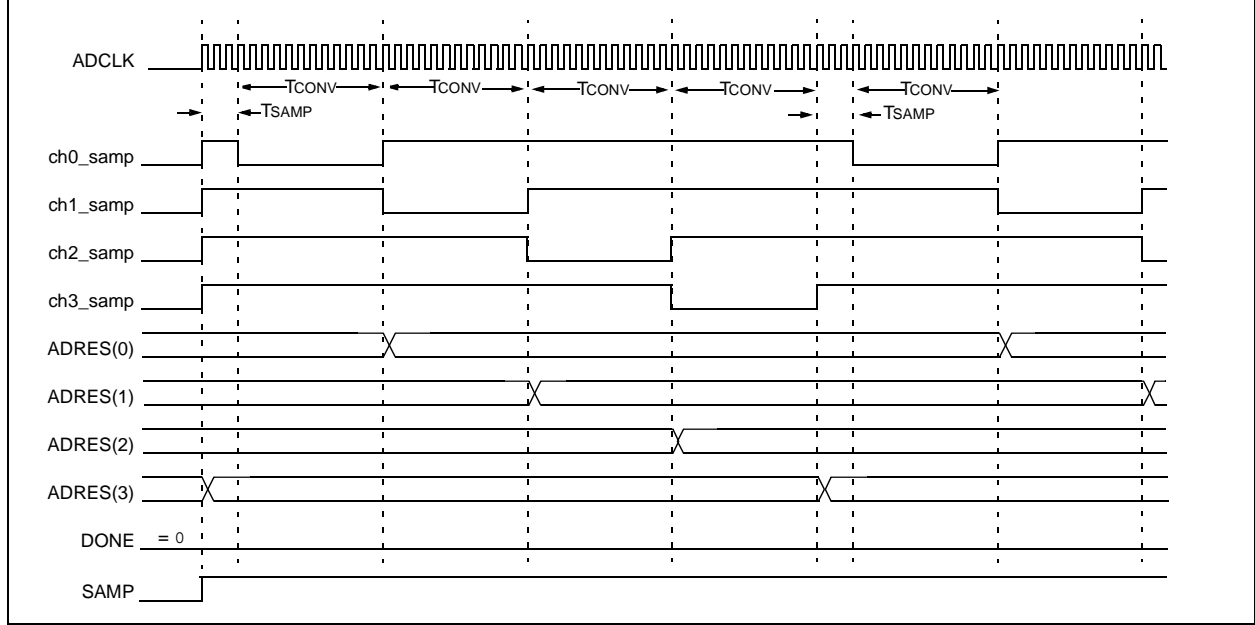 ADCLK
TCONV TCONV TCONV TCONV TCONV
TSAMP TSAMP
ch0_samp
ch1_samp
ch2_samp
ch3_samp
ADRES(0)
ADRES(1)
ADRES(2)
ADRES(3)
DONE = 0
SAMP